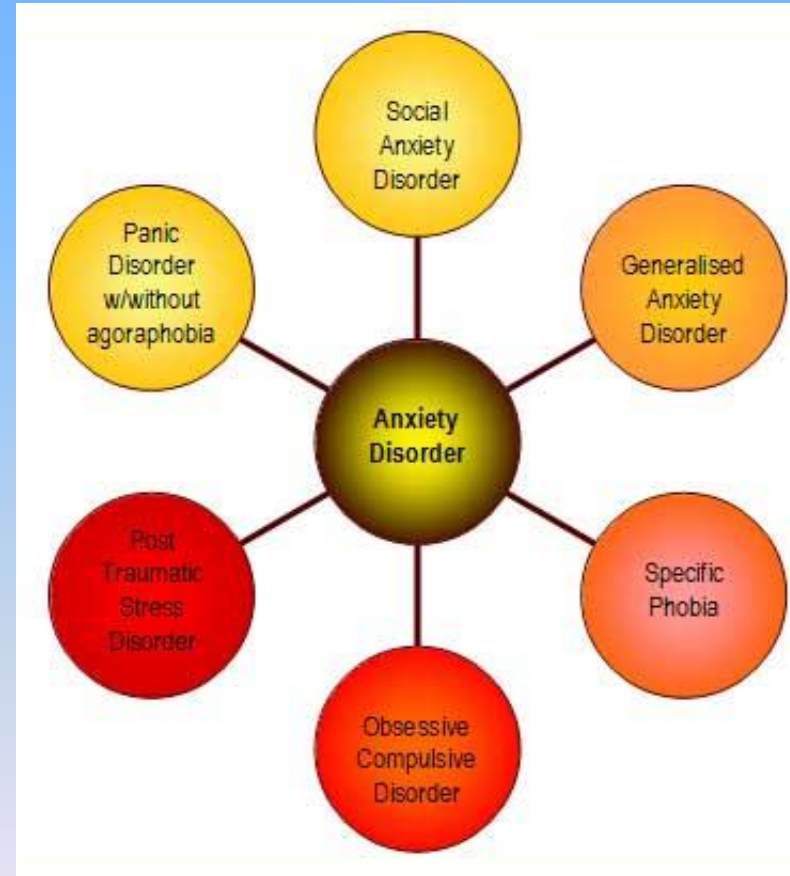 Social
Anxiety
Disorder
Generalised
Anxiety
Disorder
Specific
Phobia
Obsessive
Compulsive
Disorder
Post
Traumatic
Stress
Disorder
Panic
Disorder
w/without
agoraphobia
Anxiety
Disorder